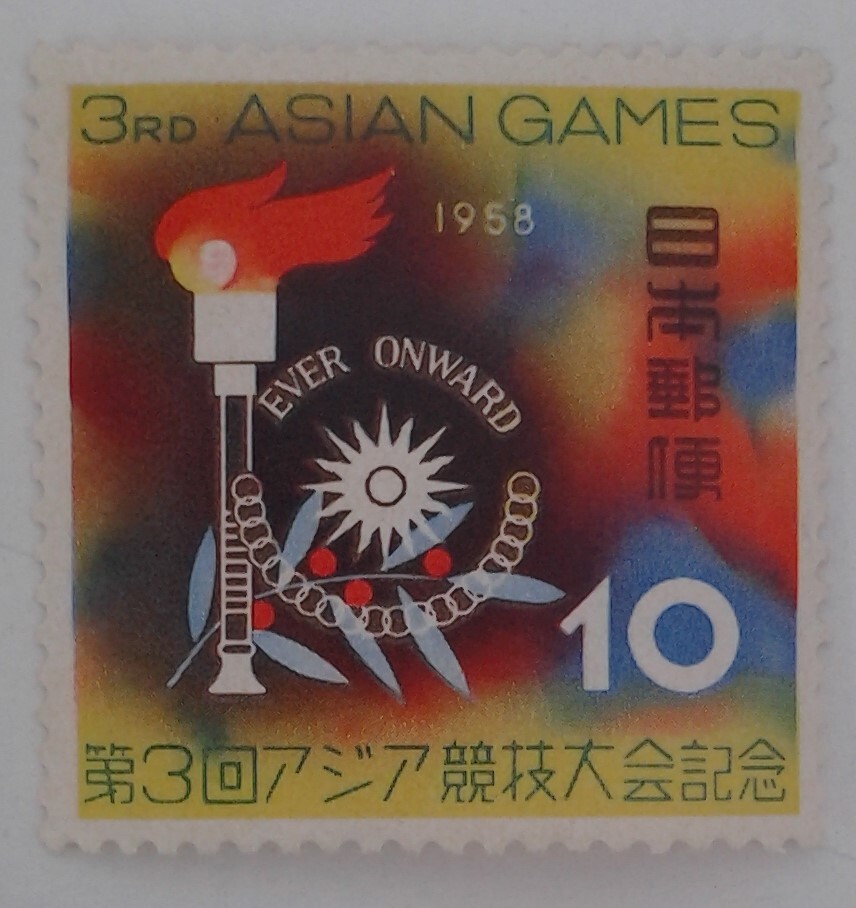 3RD ASIAN GAMES
1958
日本郵便
EVER ONWARD
10
第3回アジア競技大会記念